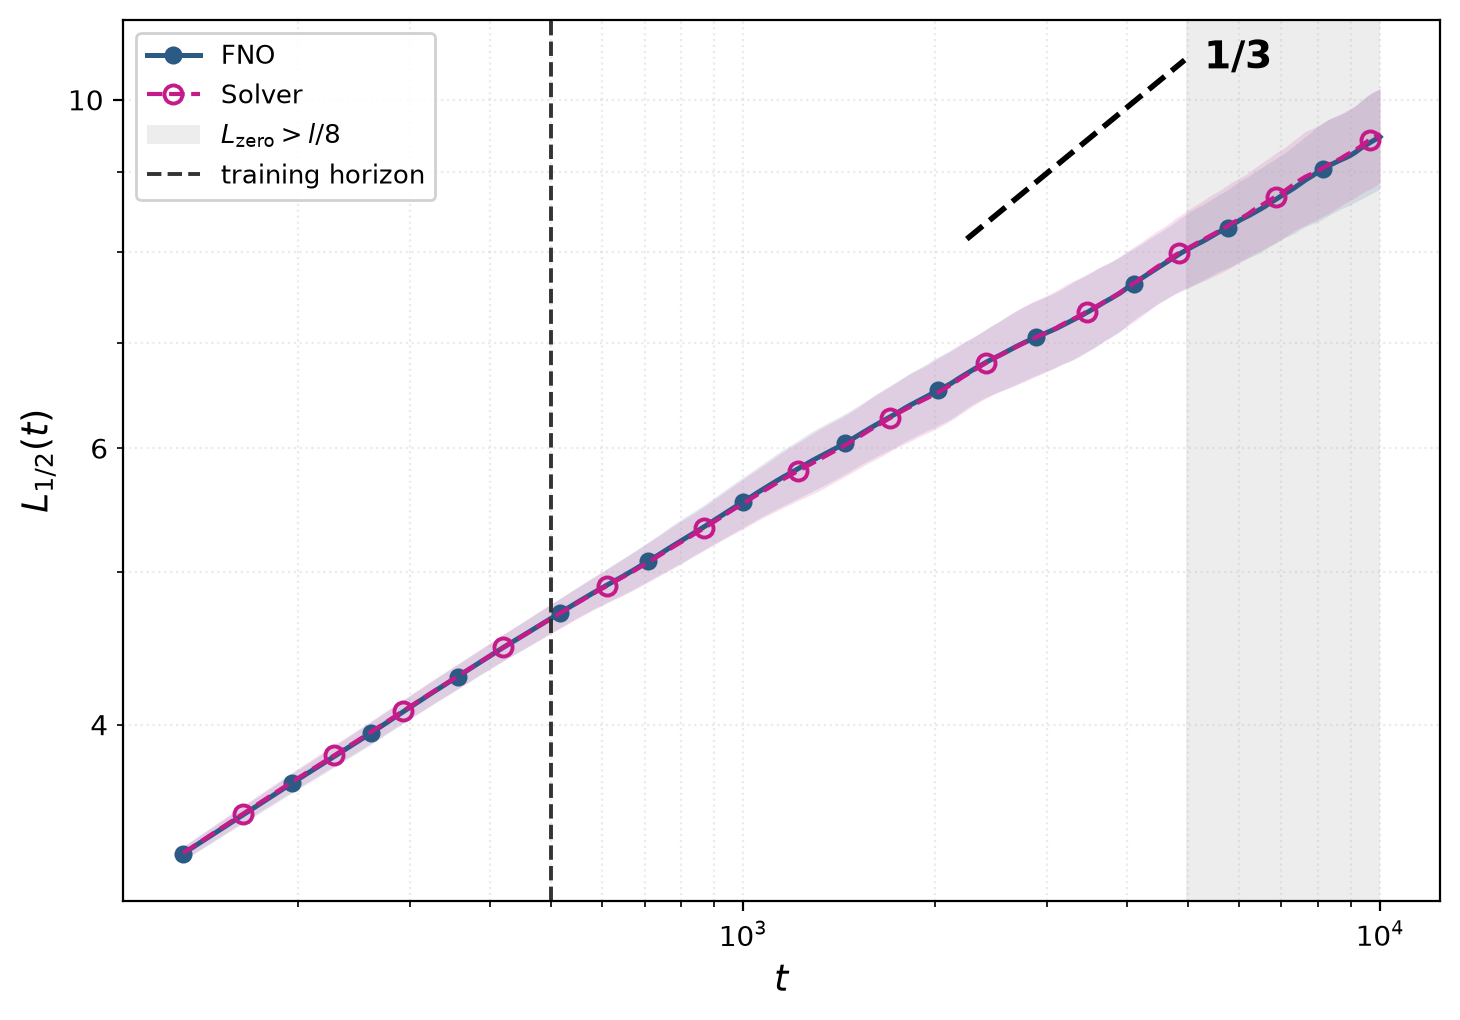 FNO
Solver
L_zero > l/8
training horizon
1/3
10
6
4
L_{1/2}(t)
10^3
10^4
t